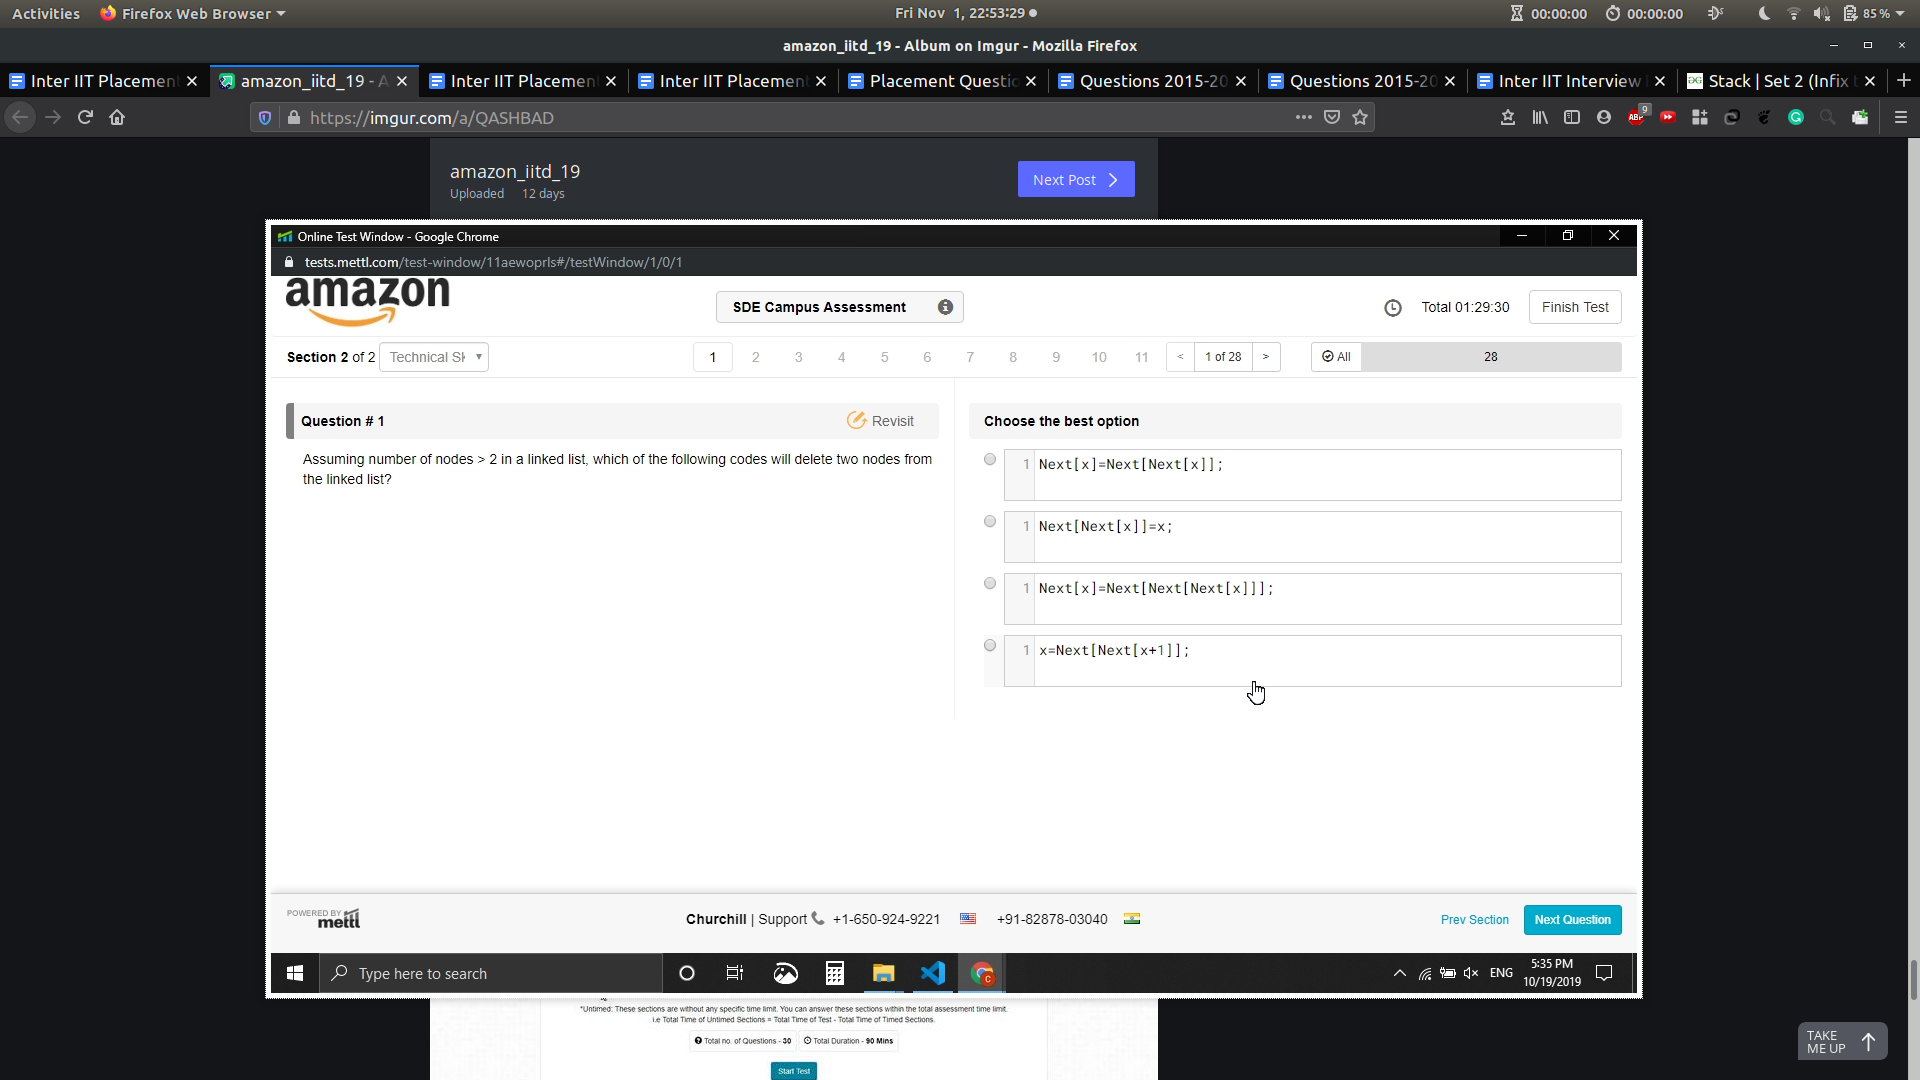 Activities Firefox Web Browser Fri Nov 1, 22:53:29 00:00:00 00:00:00 85%
amazon_iitd_19 - Album on Imgur - Mozilla Firefox
Inter IIT Placemen amazon_iitd_19 - A Inter IIT Placemen Inter IIT Placemen Placement Questio Questions 2015-20 Questions 2015-20 Inter IIT Interview Stack | Set 2 (Infix t
https://imgur.com/a/QASHBAD ABP 9
amazon_iitd_19
Uploaded 12 days
Next Post
Online Test Window - Google Chrome
tests.mettl.com/test-window/11aewoprls#/testWindow/1/0/1
amazon
SDE Campus Assessment
Total 01:29:30 Finish Test
Section 2 of 2 Technical Sk 1 2 3 4 5 6 7 8 9 10 11 < 1 of 28 > All 28
Question # 1 Revisit
Assuming number of nodes > 2 in a linked list, which of the following codes will delete two nodes from
the linked list?
Choose the best option
1 Next[x]=Next[Next[x]];
1 Next[Next[x]]=x;
1 Next[x]=Next[Next[Next[x]]];
1 x=Next[Next[x+1]];
POWERED BY
mettl
Churchill | Support +1-650-924-9221 +91-82878-03040
Prev Section Next Question
Type here to search
C
ENG 5:35 PM
10/19/2019
*Untimed: These sections are without any specific time limit. You can answer these sections within the total assessment time limit.
i.e Total Time of Untimed Sections = Total Time of Test - Total Time of Timed Sections.
Total no. of Questions - 30 Total Duration - 90 Mins
Start Test
TAKE
ME UP